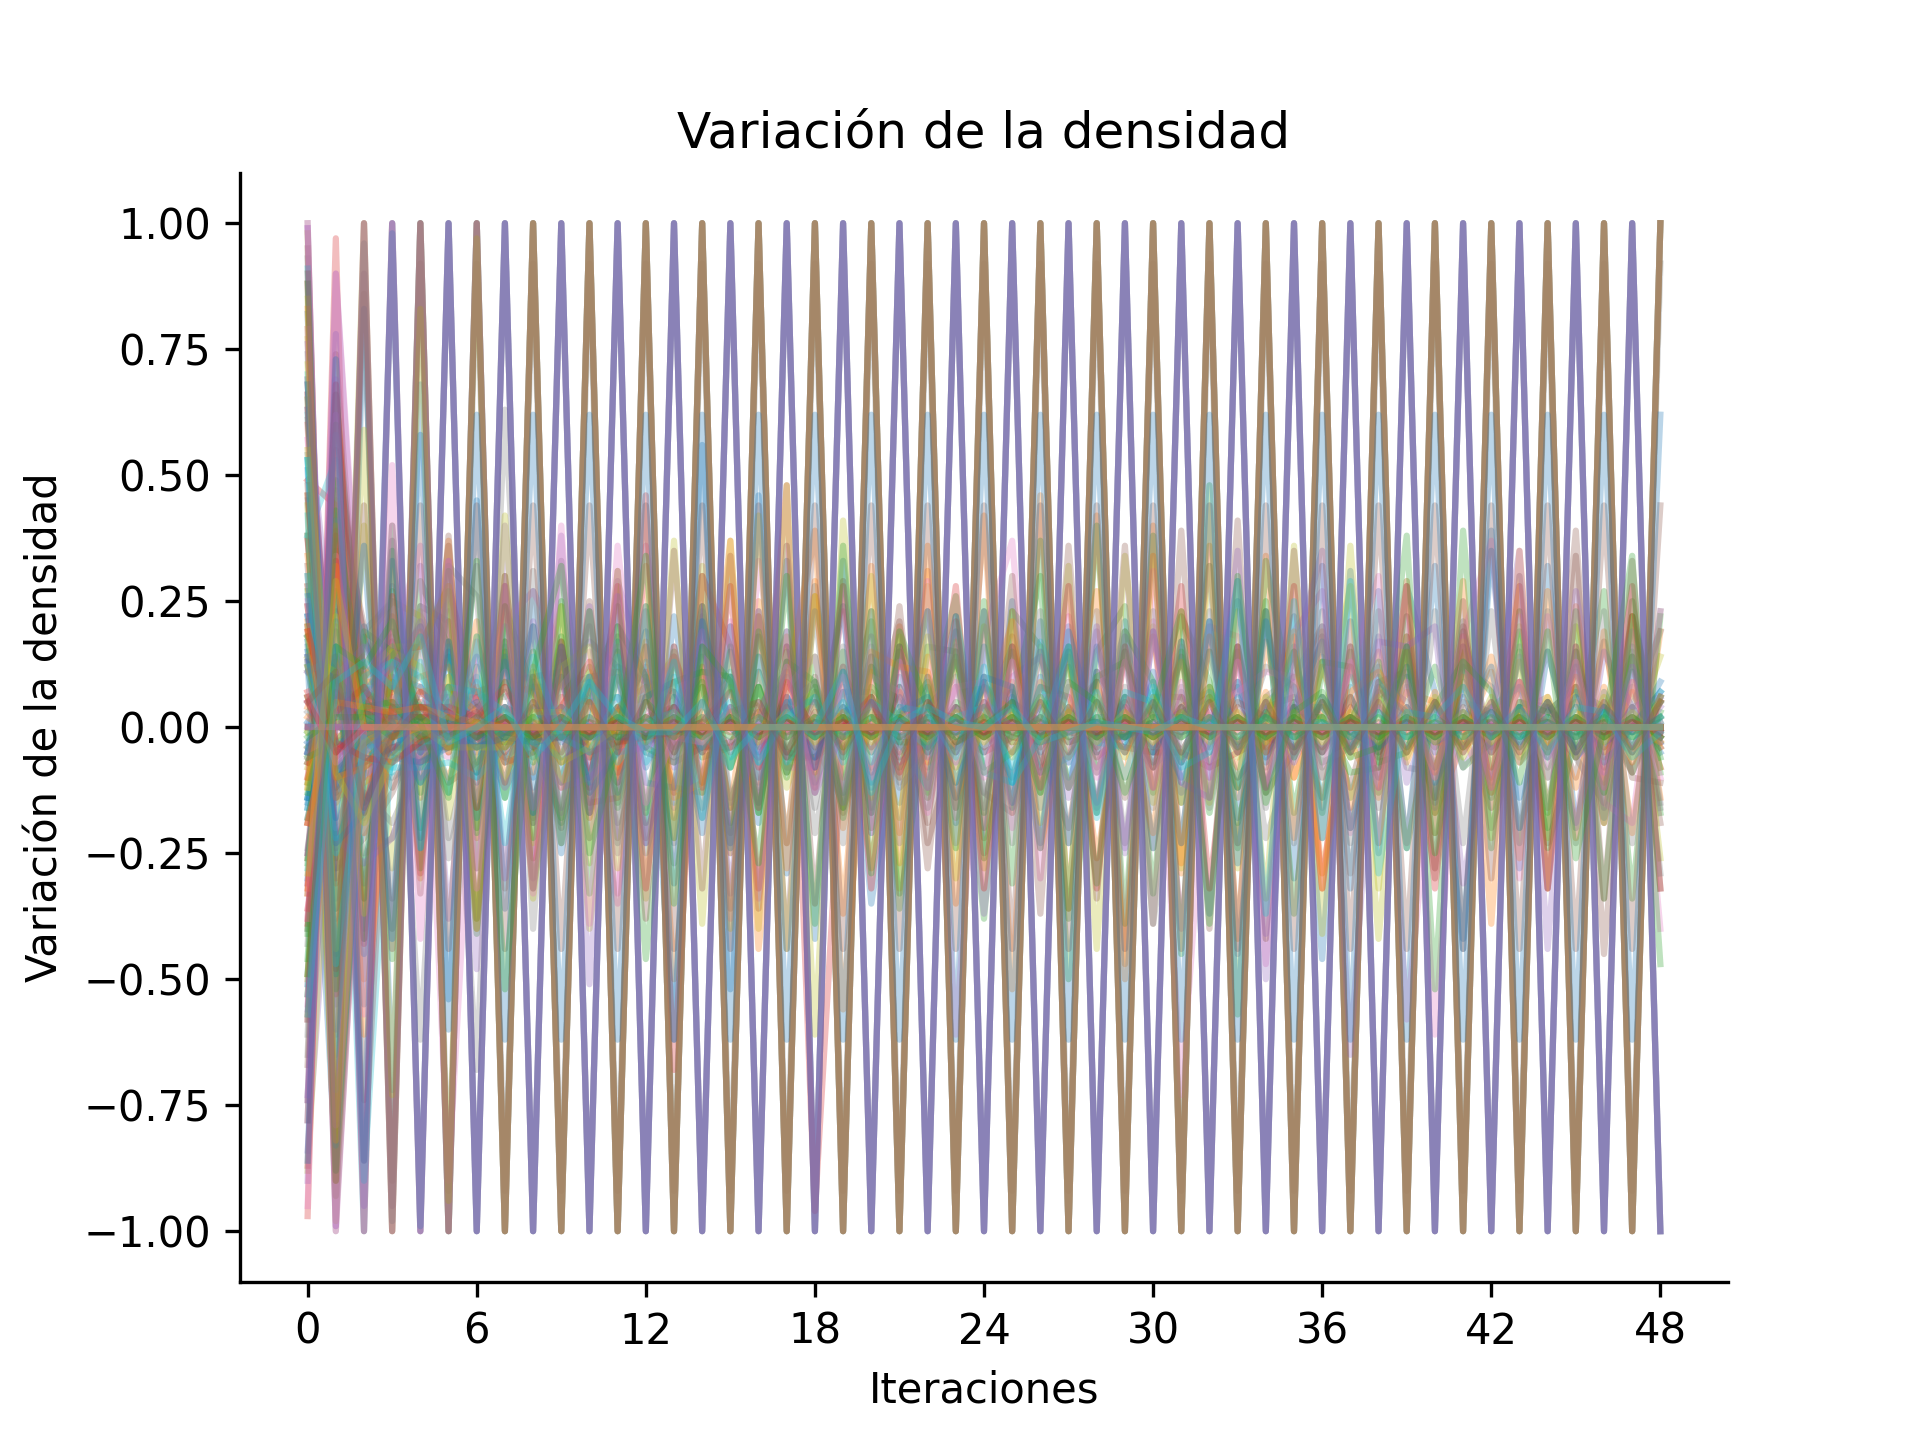 Variación de la densidad
Variación de la densidad
1.00
0.75
0.50
0.25
0.00
−0.25
−0.50
−0.75
−1.00
0 6 12 18 24 30 36 42 48
Iteraciones